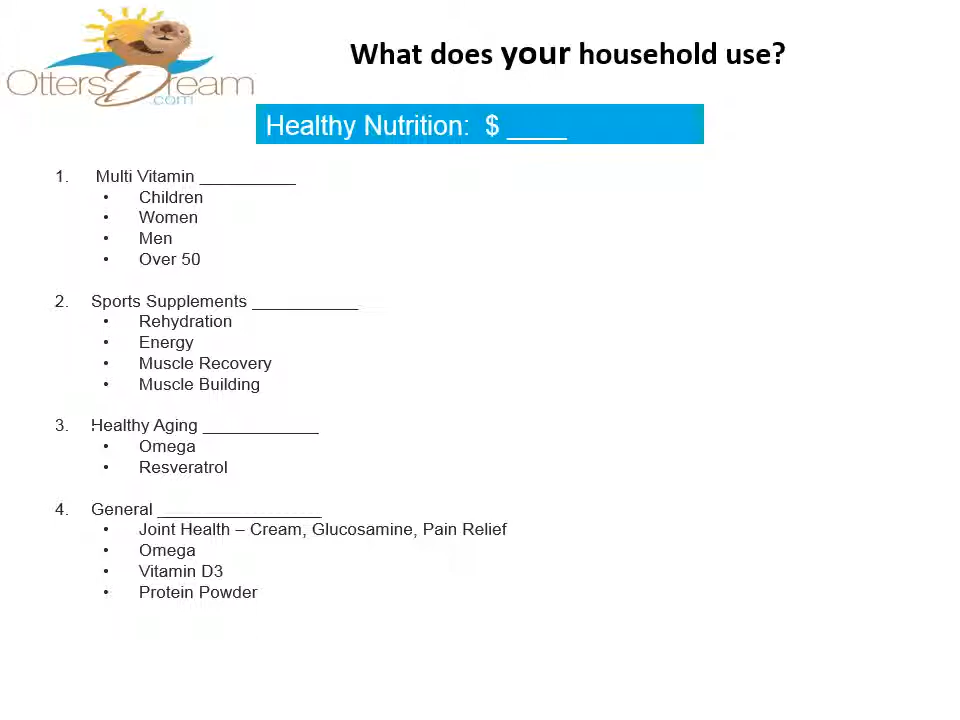 OttersDream
.com
What does your household use?
Healthy Nutrition: $ ____
1. Multi Vitamin __________
• Children
• Women
• Men
• Over 50
2. Sports Supplements ___________
• Rehydration
• Energy
• Muscle Recovery
• Muscle Building
3. Healthy Aging ____________
• Omega
• Resveratrol
4. General _________________
• Joint Health – Cream, Glucosamine, Pain Relief
• Omega
• Vitamin D3
• Protein Powder